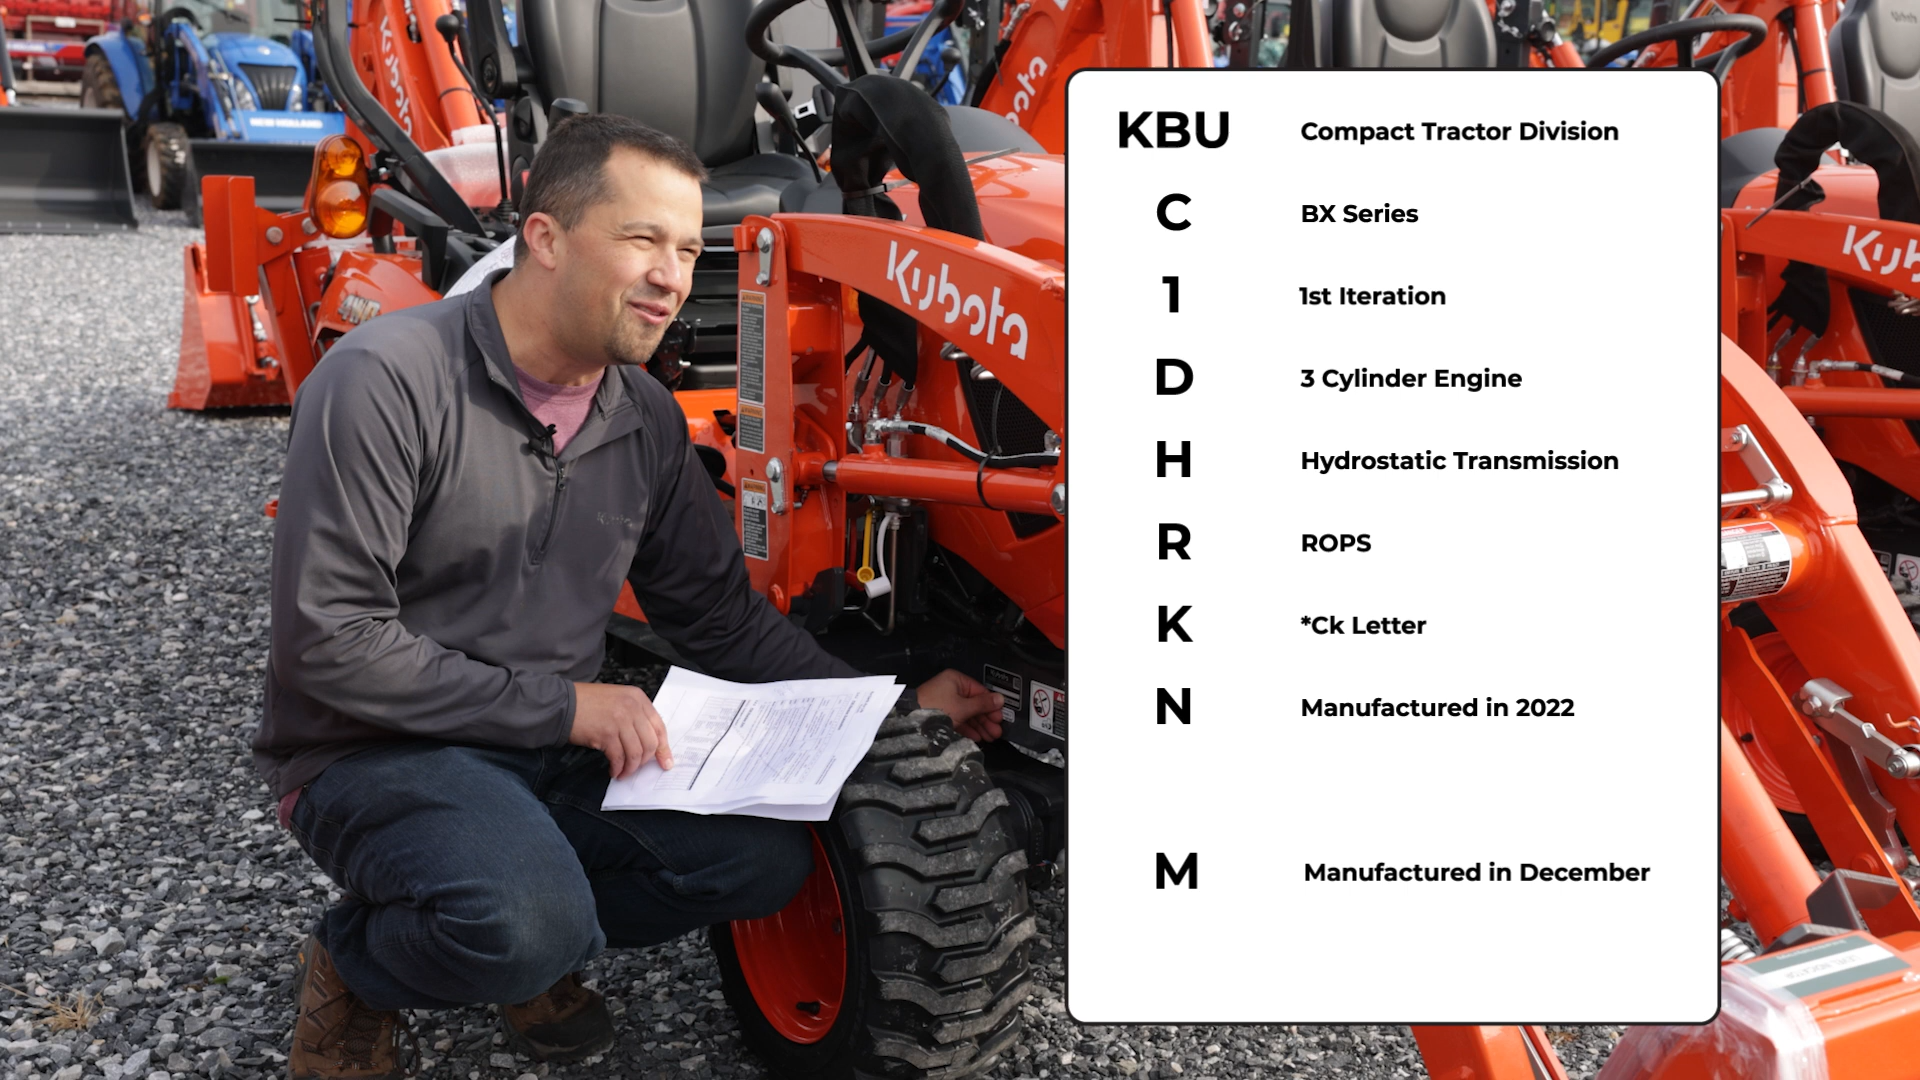 KBU Compact Tractor Division
C BX Series
1 1st Iteration
D 3 Cylinder Engine
H Hydrostatic Transmission
R ROPS
K *Ck Letter
N Manufactured in 2022
M Manufactured in December
Kubota
Kubota
NEW HOLLAND
4WD